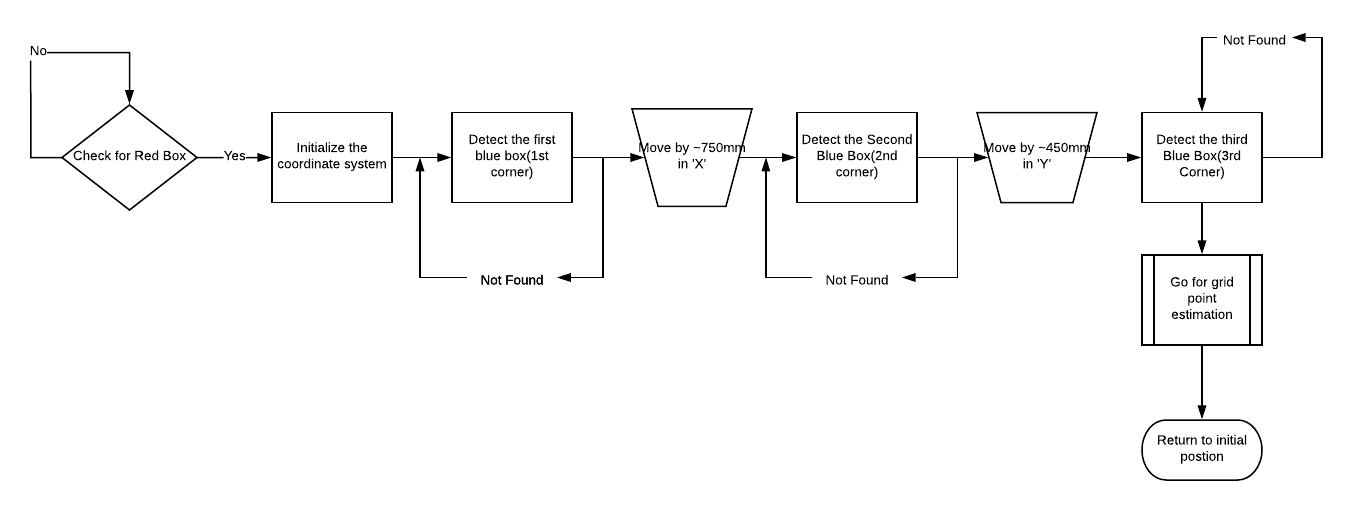 No
Check for Red Box
Yes
Initialize the
coordinate system
Detect the first
blue box(1st
corner)
Not Found
Move by ~750mm
in 'X'
Detect the Second
Blue Box(2nd
corner)
Not Found
Move by ~450mm
in 'Y'
Not Found
Detect the third
Blue Box(3rd
Corner)
Go for grid
point
estimation
Return to initial
postion